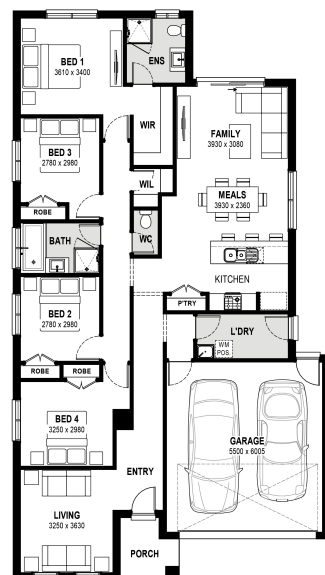 BED 1
3610 x 3400
ENS
WIR
FAMILY
3930 x 3080
BED 3
2780 x 2980
WIL
MEALS
3930 x 2360
ROBE
WC
BATH
KITCHEN
BED 2
2780 x 2980
P'TRY
L'DRY
WM
POS.
ROBE
ROBE
BED 4
3250 x 2980
GARAGE
5500 x 6005
ENTRY
LIVING
3250 x 3630
PORCH